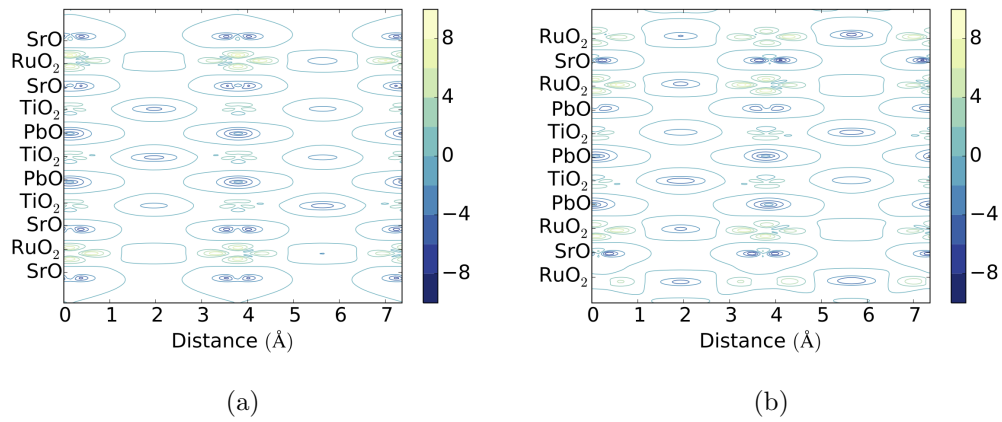 SrO
RuO₂
SrO
TiO₂
PbO
TiO₂
PbO
TiO₂
SrO
RuO₂
SrO
0 1 2 3 4 5 6 7
Distance (Å)
8
4
0
−4
−8
(a)
RuO₂
SrO
RuO₂
PbO
TiO₂
PbO
TiO₂
PbO
RuO₂
SrO
RuO₂
0 1 2 3 4 5 6 7
Distance (Å)
8
4
0
−4
−8
(b)